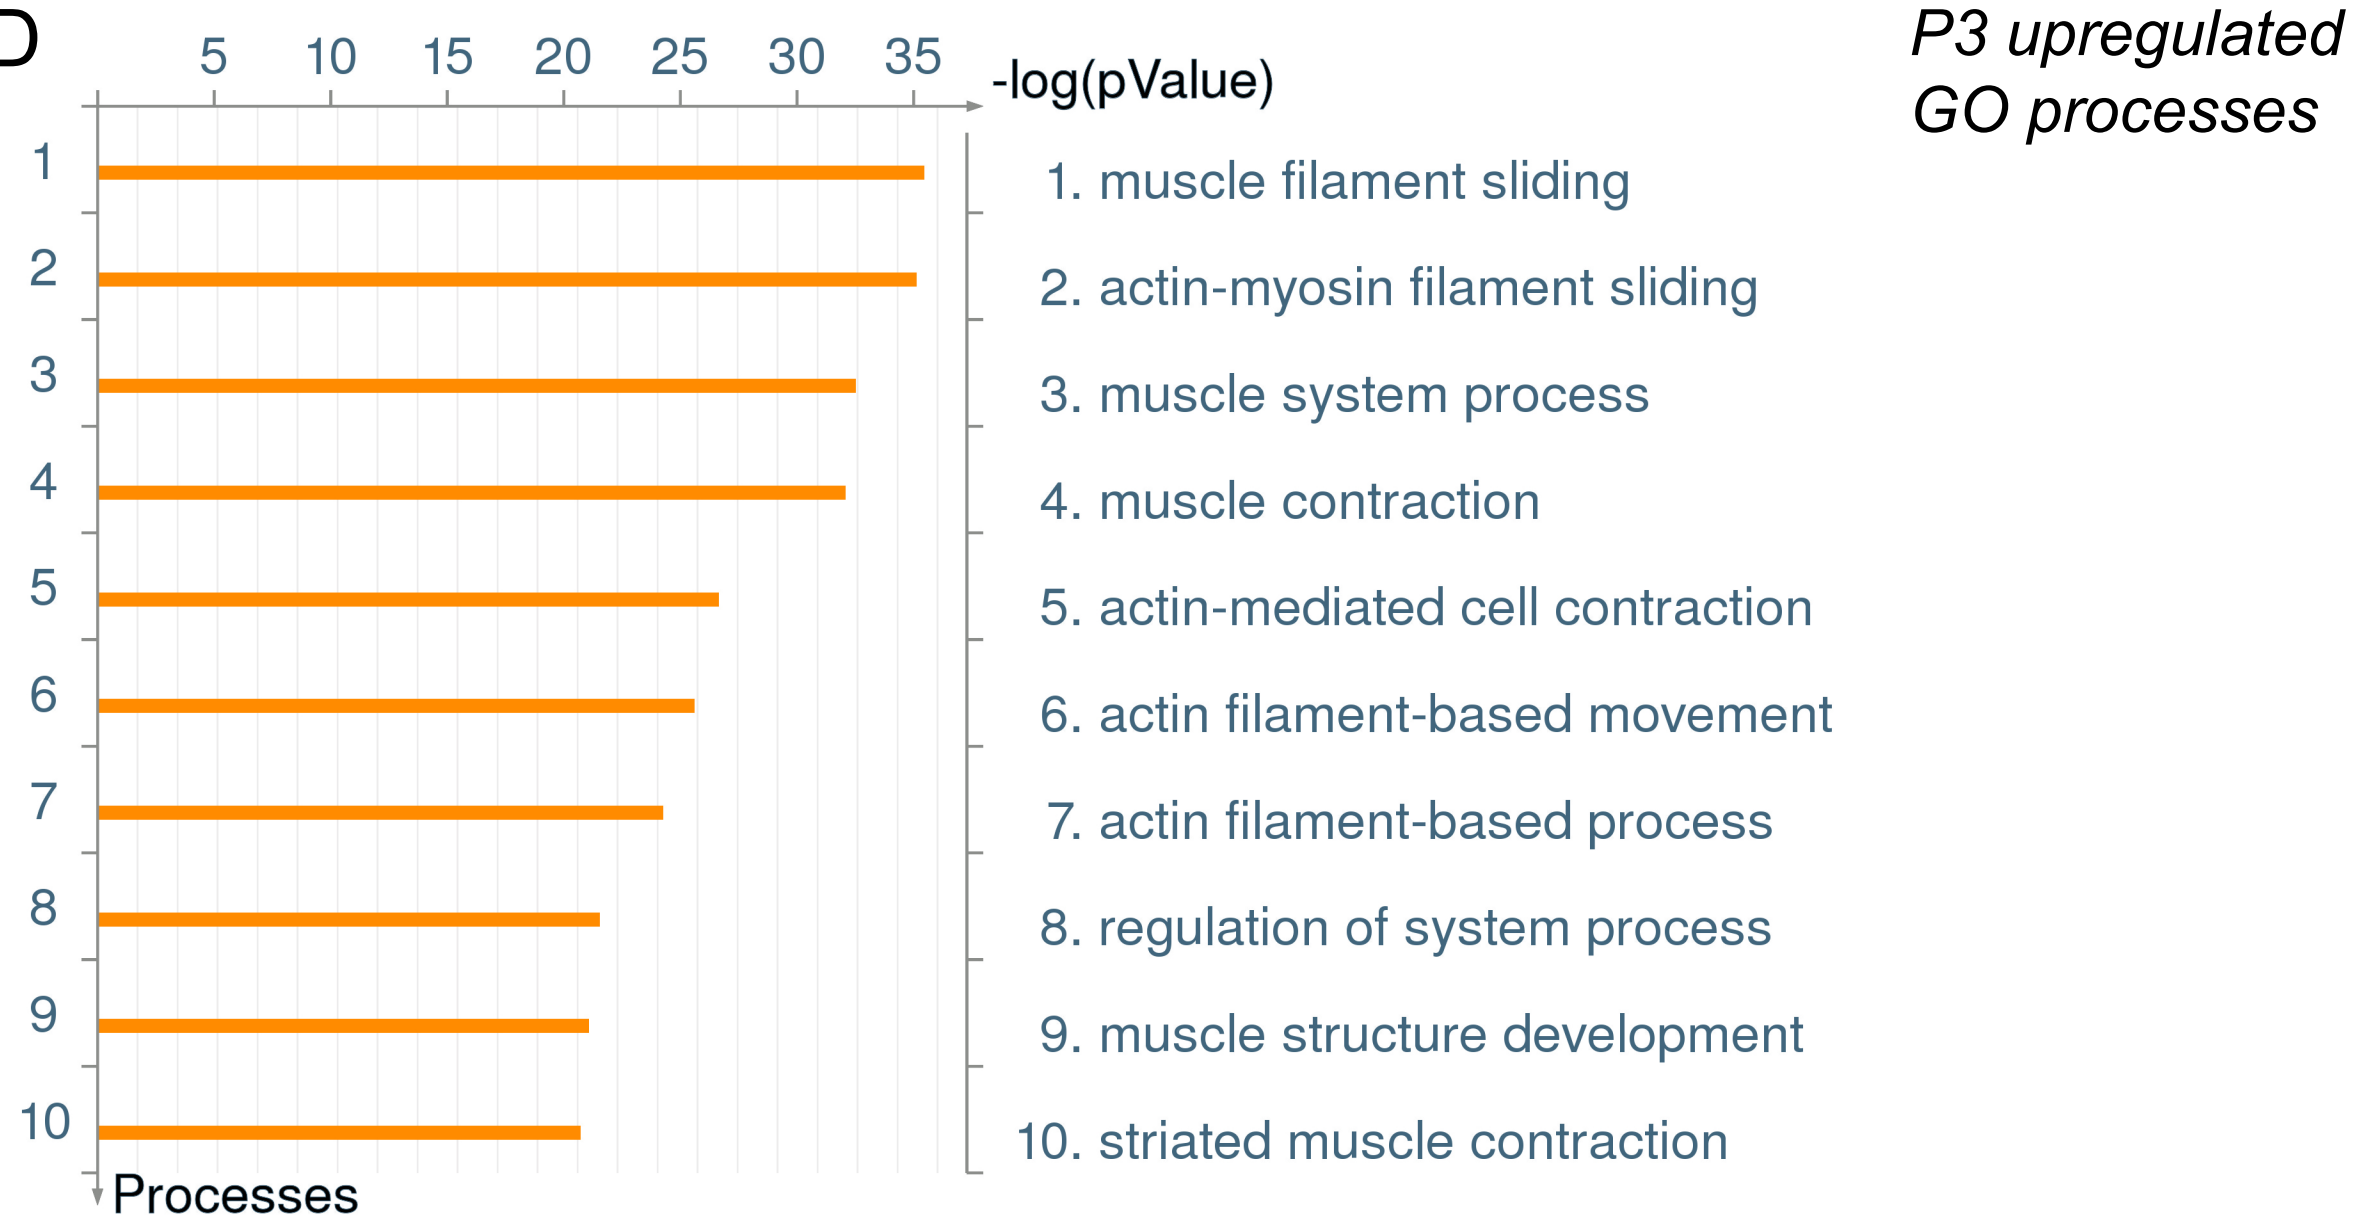 D
5 10 15 20 25 30 35
-log(pValue)
P3 upregulated
GO processes
1
1. muscle filament sliding
2
2. actin-myosin filament sliding
3
3. muscle system process
4
4. muscle contraction
5
5. actin-mediated cell contraction
6
6. actin filament-based movement
7
7. actin filament-based process
8
8. regulation of system process
9
9. muscle structure development
10
10. striated muscle contraction
Processes